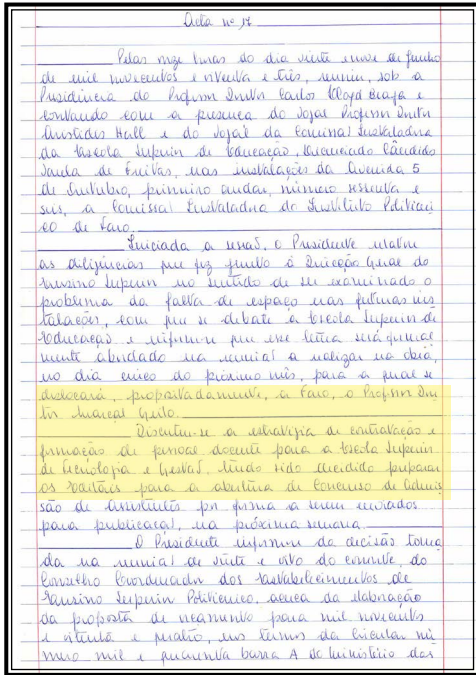 Acta nº 17
Pelas onze horas do dia vinte e nove de Junho
de mil novecentos e oitenta e três, reuniu, sob a
Presidência do Professor Doutor Carlos Lloyd Braga e
contando com a presença do Vogal Professor Doutor
Aristides Hall e do Vogal da Comissão Instaladora
da Escola Superior de Educação, Licenciado Cândido
Varela de Freitas, nas instalações da Avenida 5
de Outubro, primeiro andar, número sessenta e
seis, a Comissão Instaladora do Instituto Politécni
co de Faro.
Iniciada a sessão, o Presidente relatou
as diligências que fez junto à Direcção Geral do
Ensino Superior no sentido de ser examinado o
problema da falta de espaço nas futuras ins
talações, com que se debate a Escola Superior de
Educação e informou que esse tema será igual
mente abordado na reunião a realizar na
no dia cinco do próximo mês, para a qual se
deslocará, propositadamente, a Faro, o Professor Dou
tor
Discutiu-se a estratégia de contratação e
formação de pessoal docente para a Escola Superior
de Tecnologia e Gestão, tendo sido decidido preparar
os para a abertura de Concurso de admis
são de Assistentes por forma a serem enviados
para publicação, na próxima semana.
O Presidente informou da decisão toma
da na reunião de vinte e oito do corrente, do
Conselho Coordenador dos Estabelecimentos de
Ensino Superior Politécnico, acerca da elaboração
da proposta de orçamento para mil novecentos
e oitenta e quatro, nos termos da Circular nú
mero mil e quarenta barra A do Ministério das